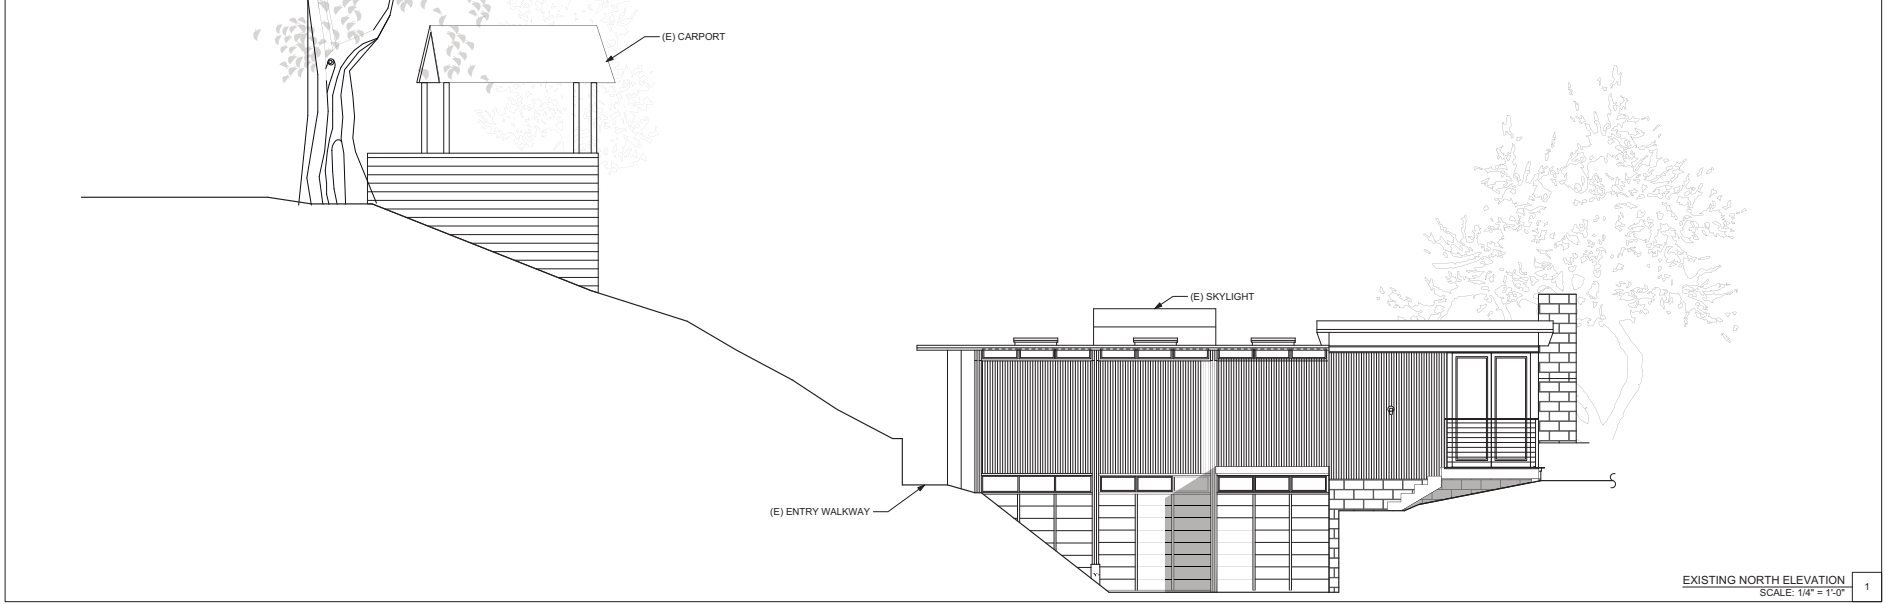 (E) CARPORT
(E) SKYLIGHT
(E) ENTRY WALKWAY
EXISTING NORTH ELEVATION
SCALE: 1/4" = 1'-0"
1